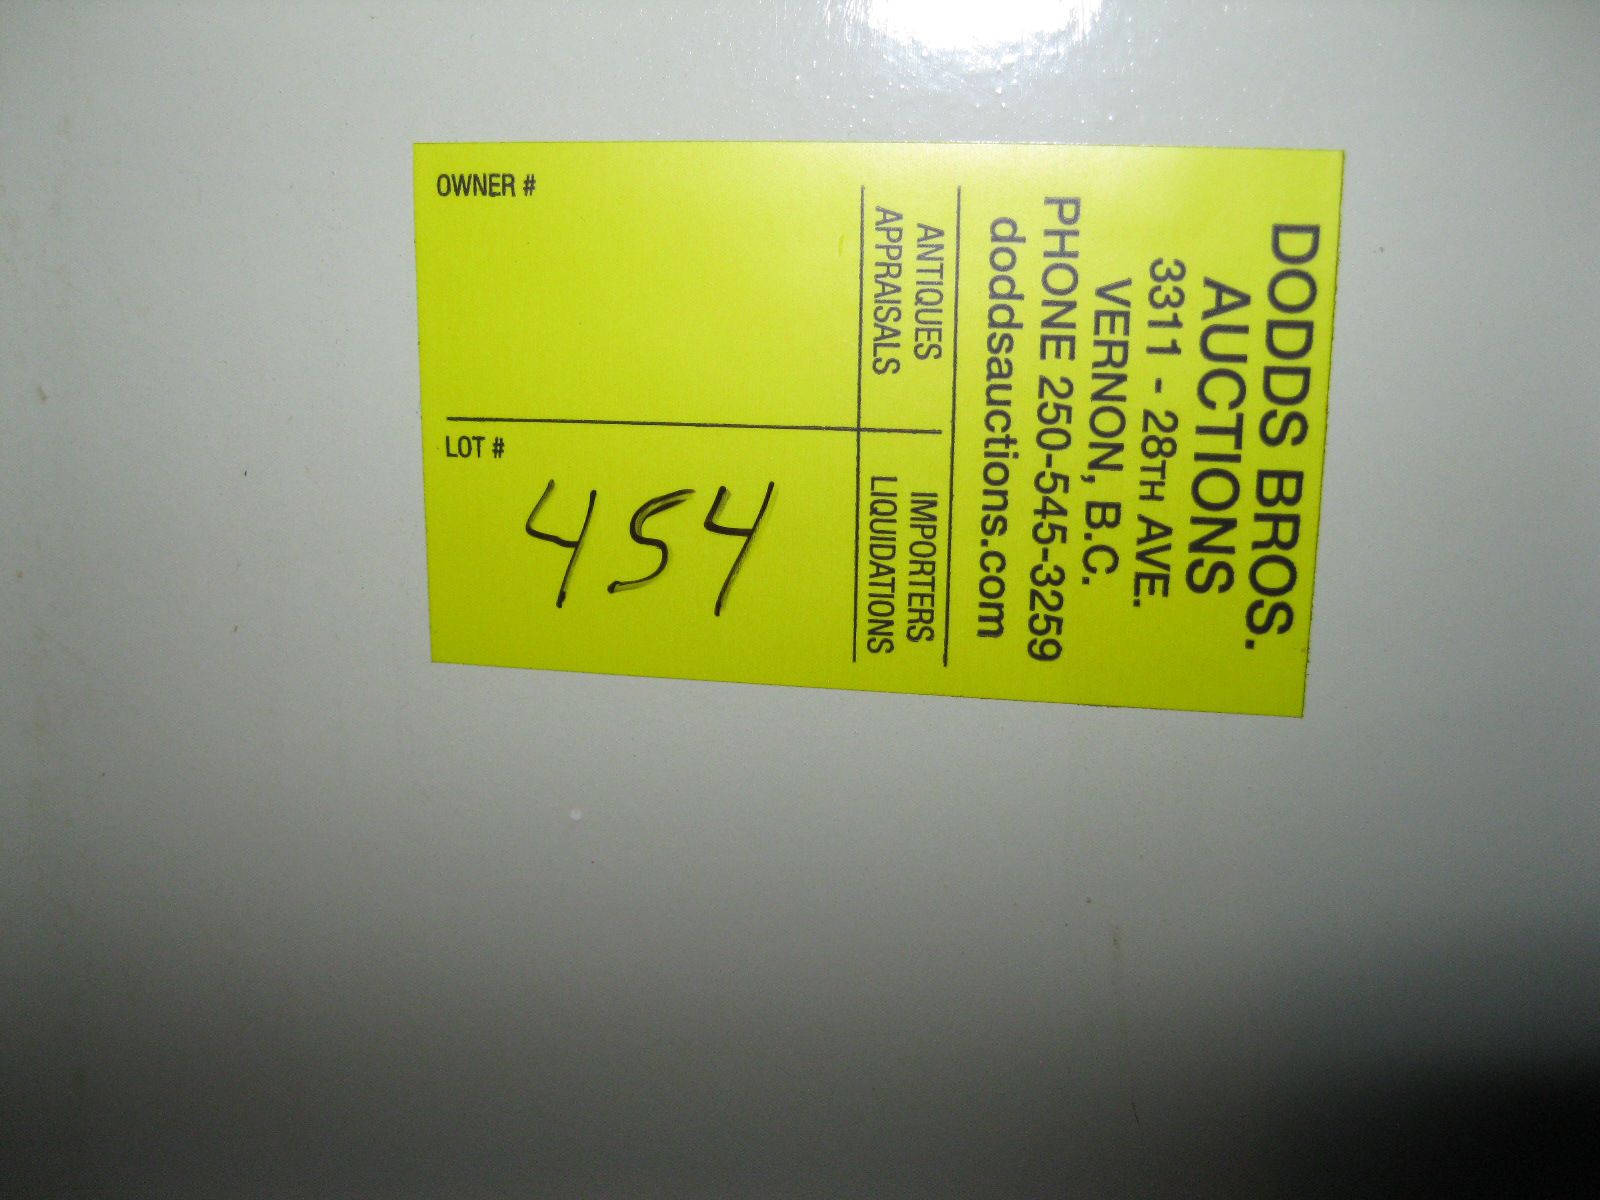 DODDS BROS.
AUCTIONS
3311 - 28TH AVE.
VERNON, B.C.
PHONE 250-545-3259
doddsauctions.com
ANTIQUES
APPRAISALS
IMPORTERS
LIQUIDATIONS
OWNER #
LOT #
454